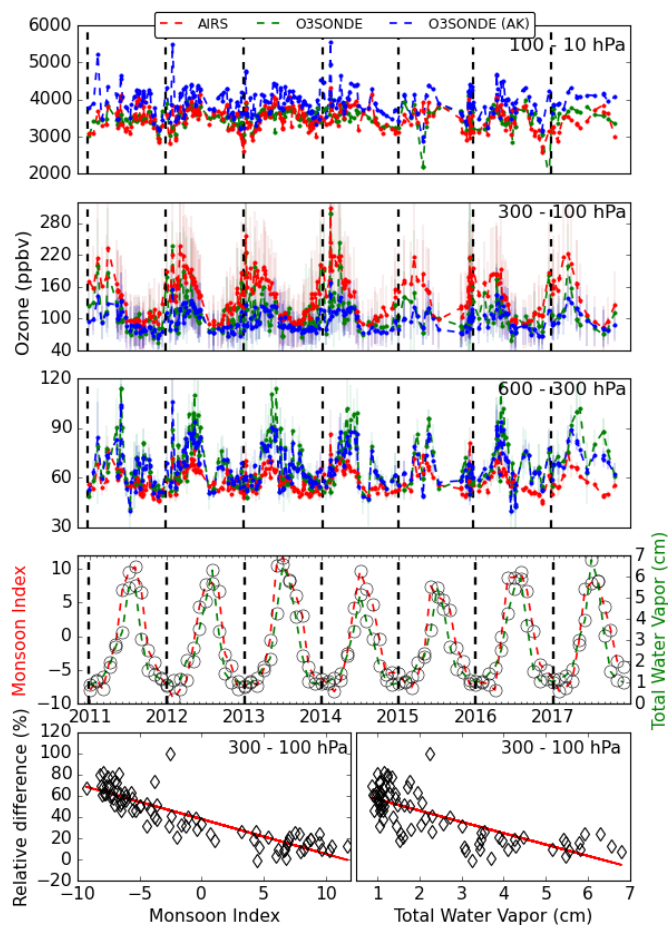 AIRS O3SONDE O3SONDE (AK)
6000
5000
4000
3000
2000
100 - 10 hPa
Ozone (ppbv)
280
220
160
100
40
300 - 100 hPa
120
90
60
30
600 - 300 hPa
Monsoon Index
10
5
0
−5
−10
7
6
5
4
3
2
1
0
Total Water Vapor (cm)
2011 2012 2013 2014 2015 2016 2017
Relative difference (%)
120
100
80
60
40
20
0
−20
300 - 100 hPa
300 - 100 hPa
−10 −5 0 5 10
1 2 3 4 5 6 7
Monsoon Index
Total Water Vapor (cm)